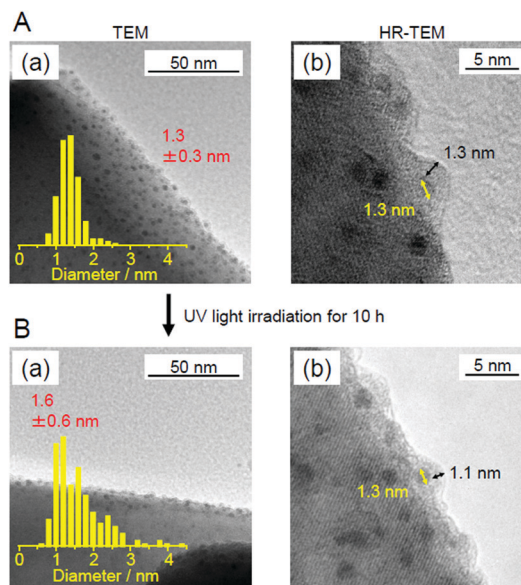 A
TEM
HR-TEM
(a)
50 nm
(b)
5 nm
1.3
±0.3 nm
1.3 nm
1.3 nm
0 1 2 3 4
Diameter / nm
UV light irradiation for 10 h
B
(a)
50 nm
(b)
5 nm
1.6
±0.6 nm
1.3 nm
1.1 nm
0 1 2 3 4
Diameter / nm